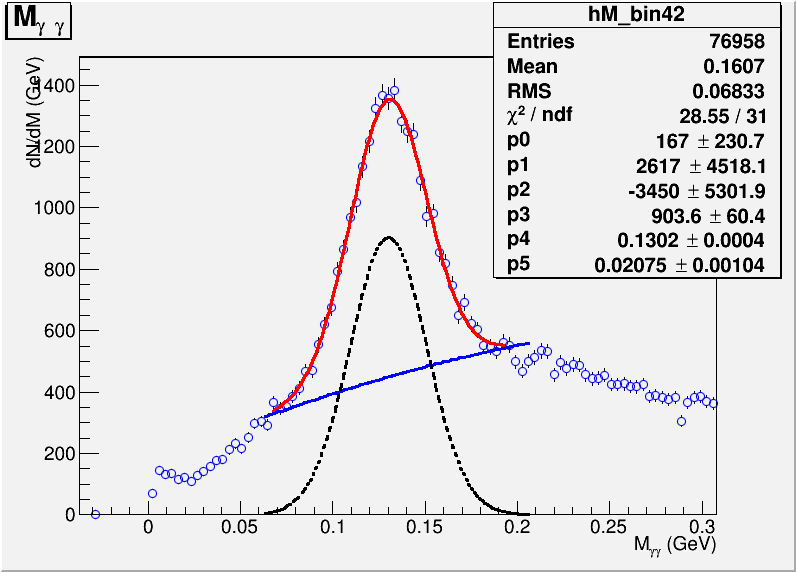 M γ γ
hM_bin42
Entries 76958
Mean 0.1607
RMS 0.06833
χ² / ndf 28.55 / 31
p0 167 ± 230.7
p1 2617 ± 4518.1
p2 -3450 ± 5301.9
p3 903.6 ± 60.4
p4 0.1302 ± 0.0004
p5 0.02075 ± 0.00104
dN/dM (GeV)
1400
1200
1000
800
600
400
200
0
0 0.05 0.1 0.15 0.2 0.25 0.3
M γγ (GeV)